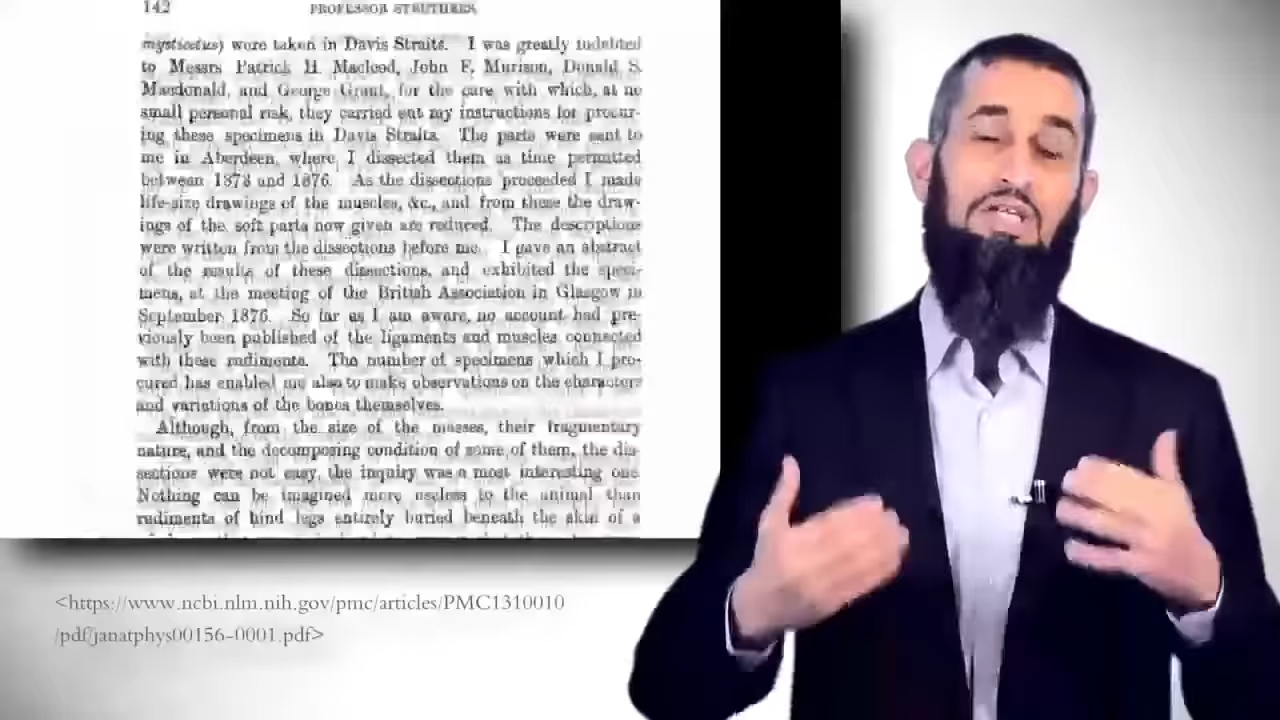 142 PROFESSOR STRUTHERS.
mysticetus) were taken in Davis Straits. I was greatly indebted
to Messrs Patrick H. Macleod, John F. Murison, Donald S.
Macdonald, and George Grant, for the care with which, at no
small personal risk, they carried out my instructions for procur-
ing these specimens in Davis Straits. The parts were sent to
me in Aberdeen, where I dissected them as time permitted
between 1873 and 1876. As the dissections proceeded I made
life-size drawings of the muscles, &c., and from these the draw-
ings of the soft parts now given are reduced. The descriptions
were written from the dissections before me. I gave an abstract
of the results of these dissections, and exhibited the speci-
mens, at the meeting of the British Association in Glasgow in
September 1876. So far as I am aware, no account had pre-
viously been published of the ligaments and muscles connected
with these rudiments. The number of specimens which I pro-
cured has enabled me also to make observations on the characters
and variations of the bones themselves.
Although, from the size of the masses, their fragmentary
nature, and the decomposing condition of some of them, the dis-
sections were not easy, the inquiry was a most interesting one.
Nothing can be imagined more useless to the animal than
rudiments of hind legs entirely buried beneath the skin of a
<https://www.ncbi.nlm.nih.gov/pmc/articles/PMC1310010
/pdf/janatphys00156-0001.pdf>